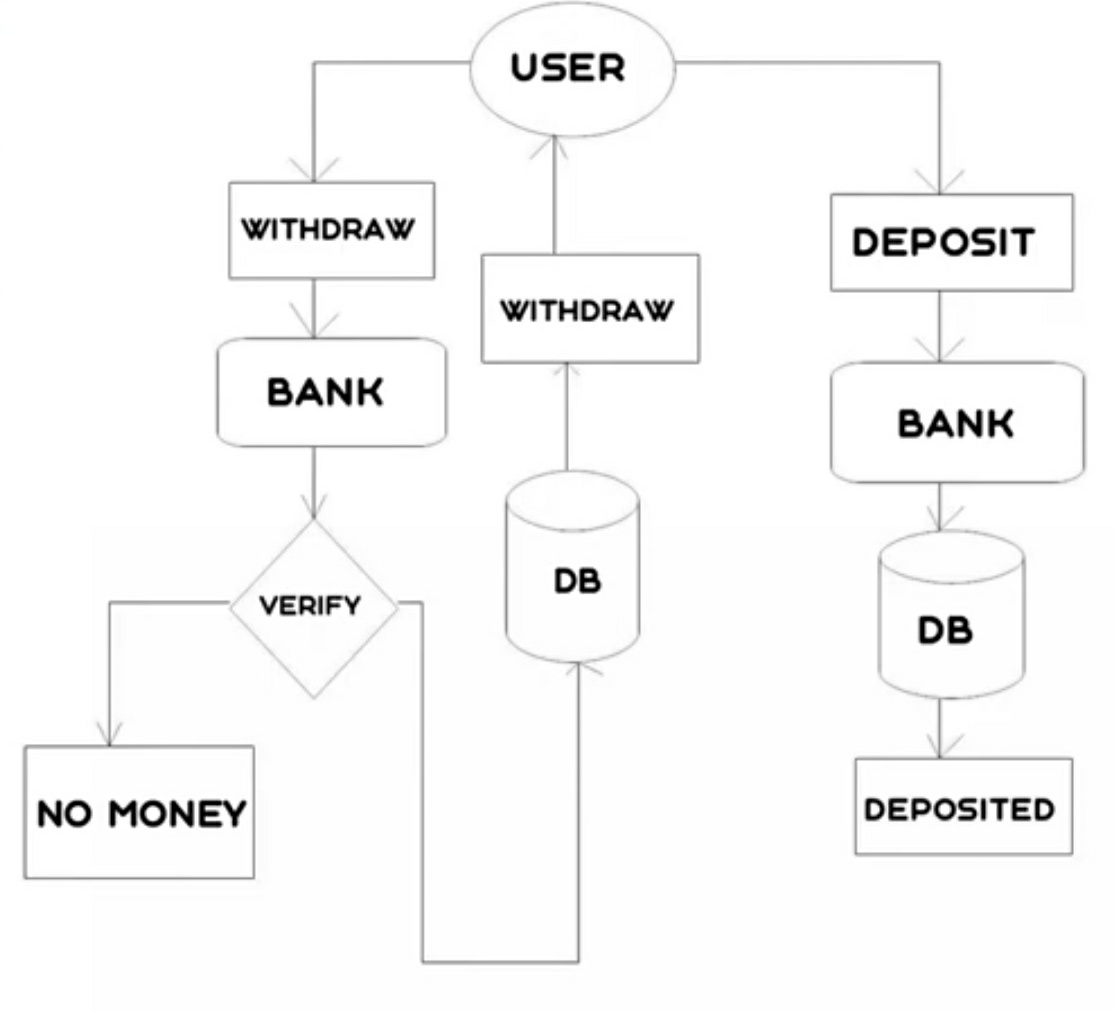 USER
WITHDRAW
DEPOSIT
WITHDRAW
BANK
BANK
DB
VERIFY
DB
NO MONEY
DEPOSITED